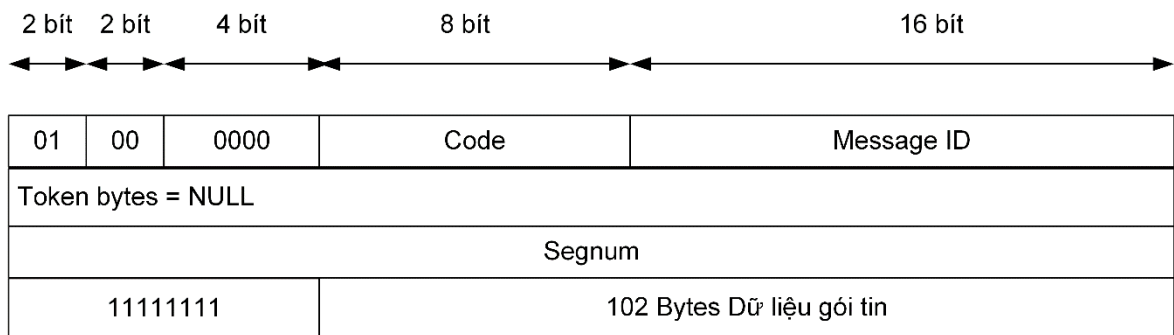 2 bít 2 bít 4 bít 8 bít 16 bít
01 00 0000 Code Message ID
Token bytes = NULL
Segnum
11111111 102 Bytes Dữ liệu gói tin